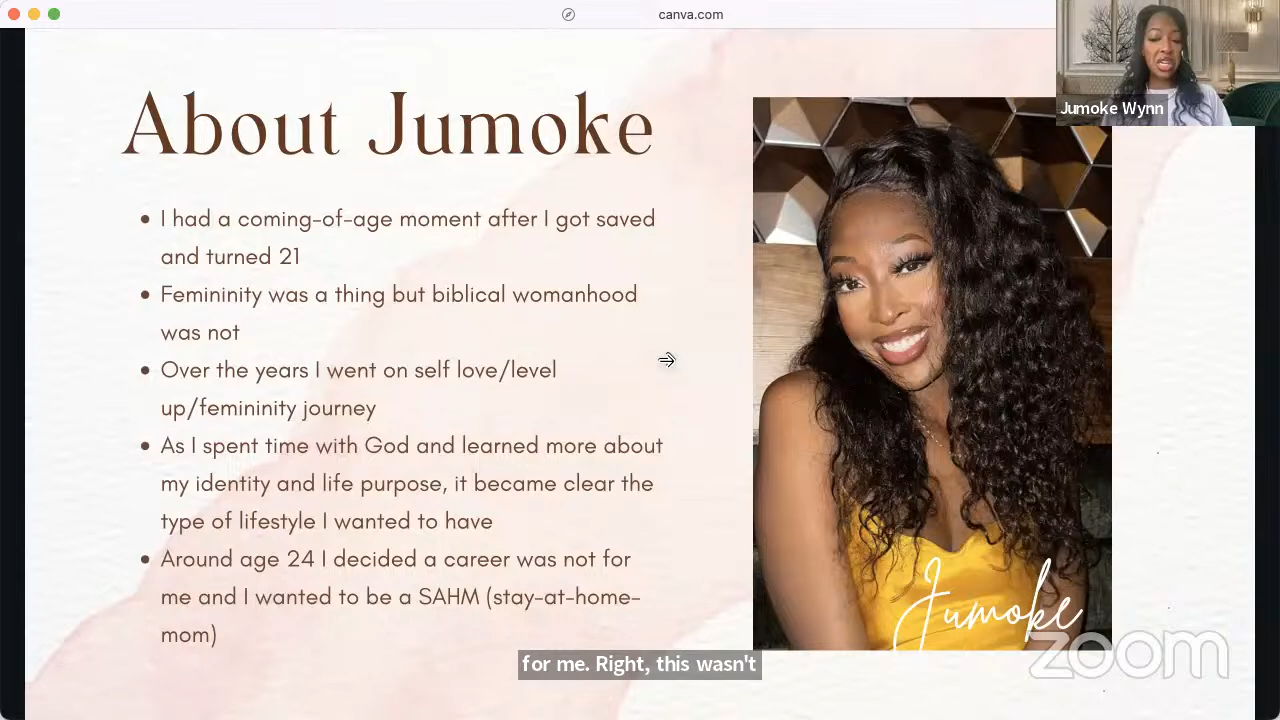 canva.com
Jumoke Wynn
About Jumoke
• I had a coming-of-age moment after I got saved
and turned 21
• Femininity was a thing but biblical womanhood
was not
• Over the years I went on self love/level
up/femininity journey
• As I spent time with God and learned more about
my identity and life purpose, it became clear the
type of lifestyle I wanted to have
• Around age 24 I decided a career was not for
me and I wanted to be a SAHM (stay-at-home-
mom)
Jumoke
zoom
for me. Right, this wasn't